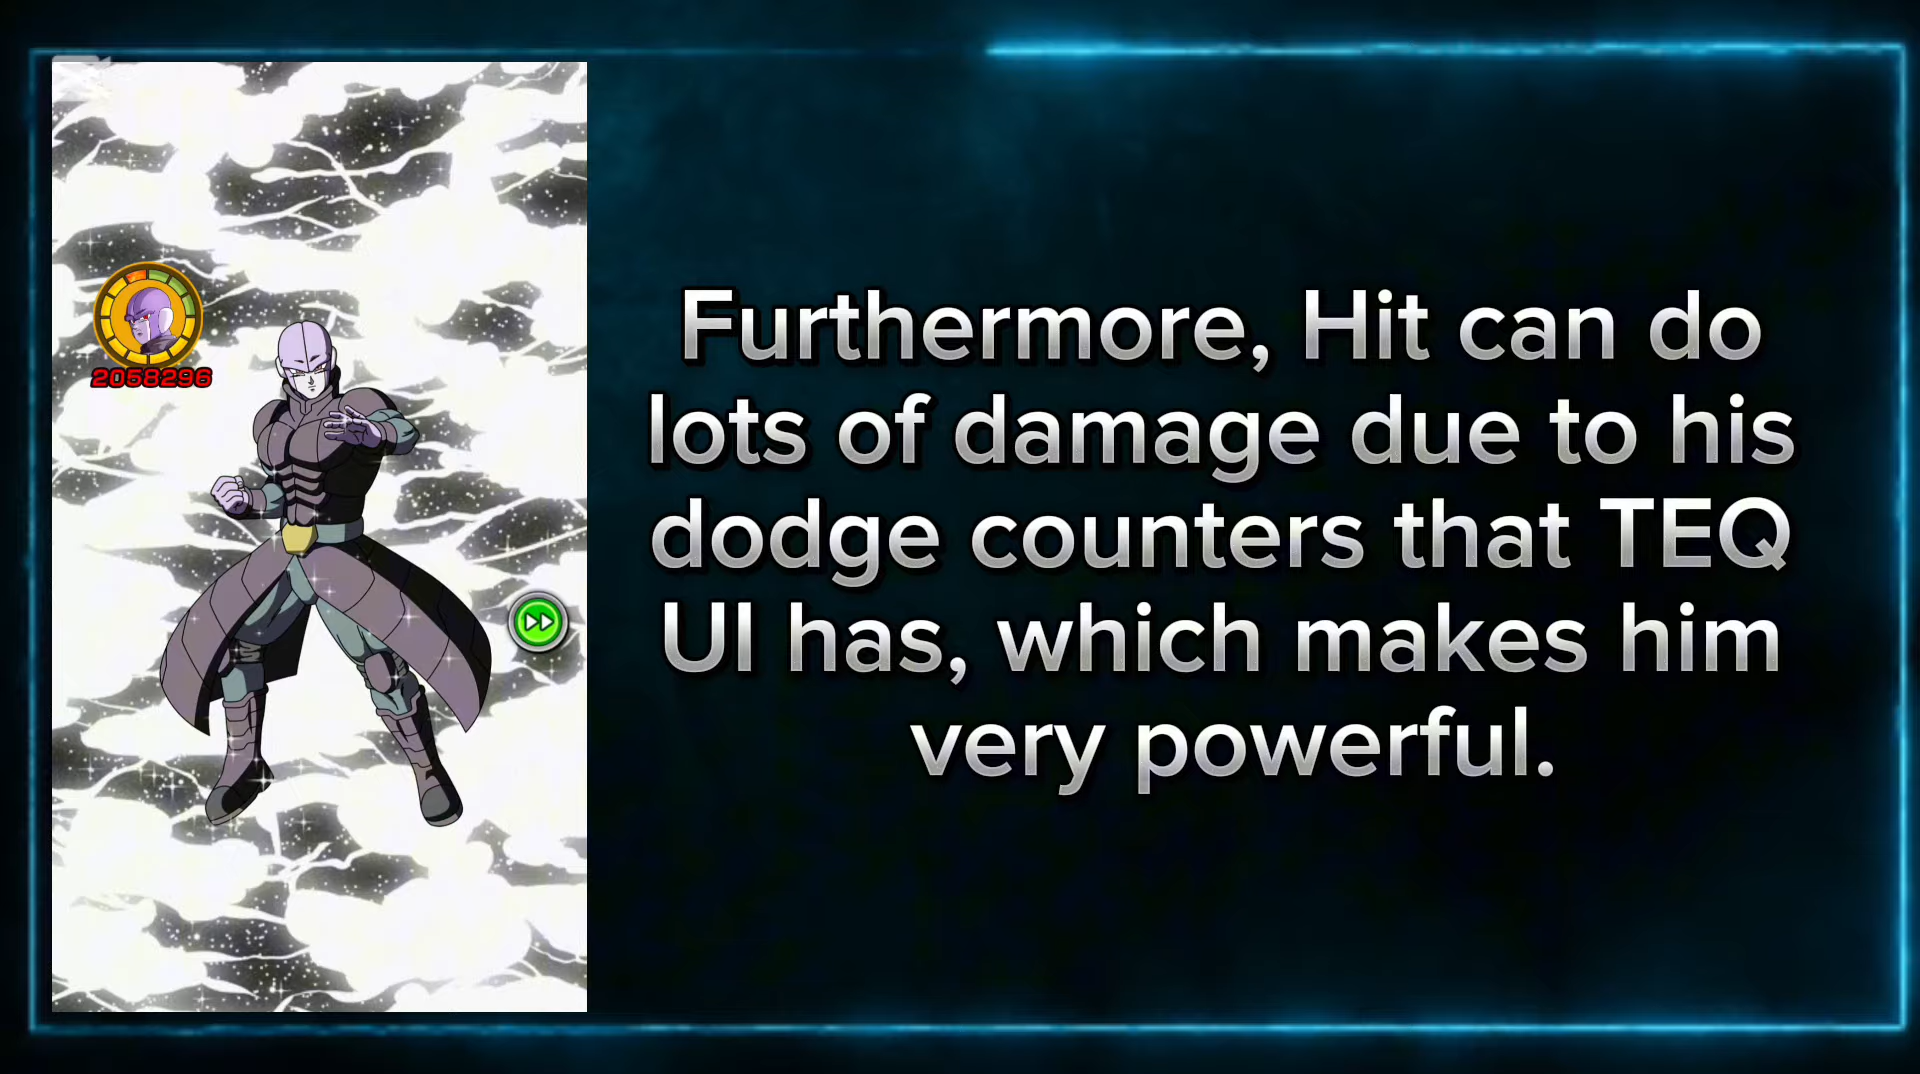 2058296
Furthermore, Hit can do
lots of damage due to his
dodge counters that TEQ
UI has, which makes him
very powerful.